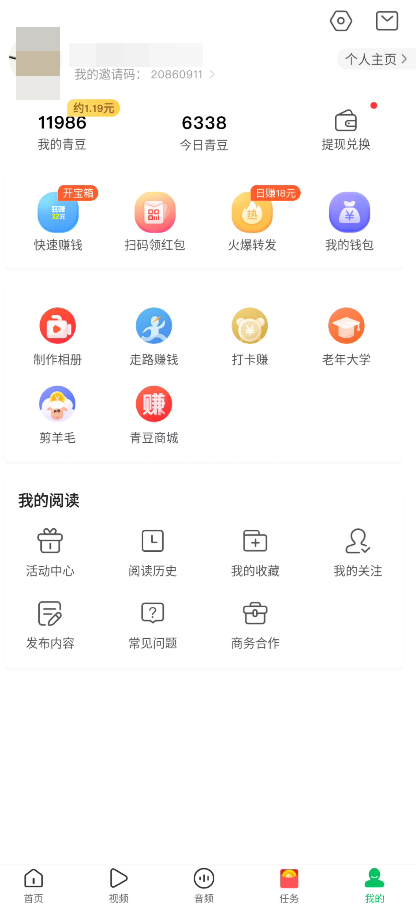 个人主页
我的邀请码： 20860911
约1.19元
11986 6338
我的青豆 今日青豆 提现兑换
开宝箱 日赚18元
快速赚钱 扫码领红包 火爆转发 我的钱包
制作相册 走路赚钱 打卡赚 老年大学
赚
剪羊毛 青豆商城
我的阅读
活动中心 阅读历史 我的收藏 我的关注
发布内容 常见问题 商务合作
首页 视频 音频 任务 我的